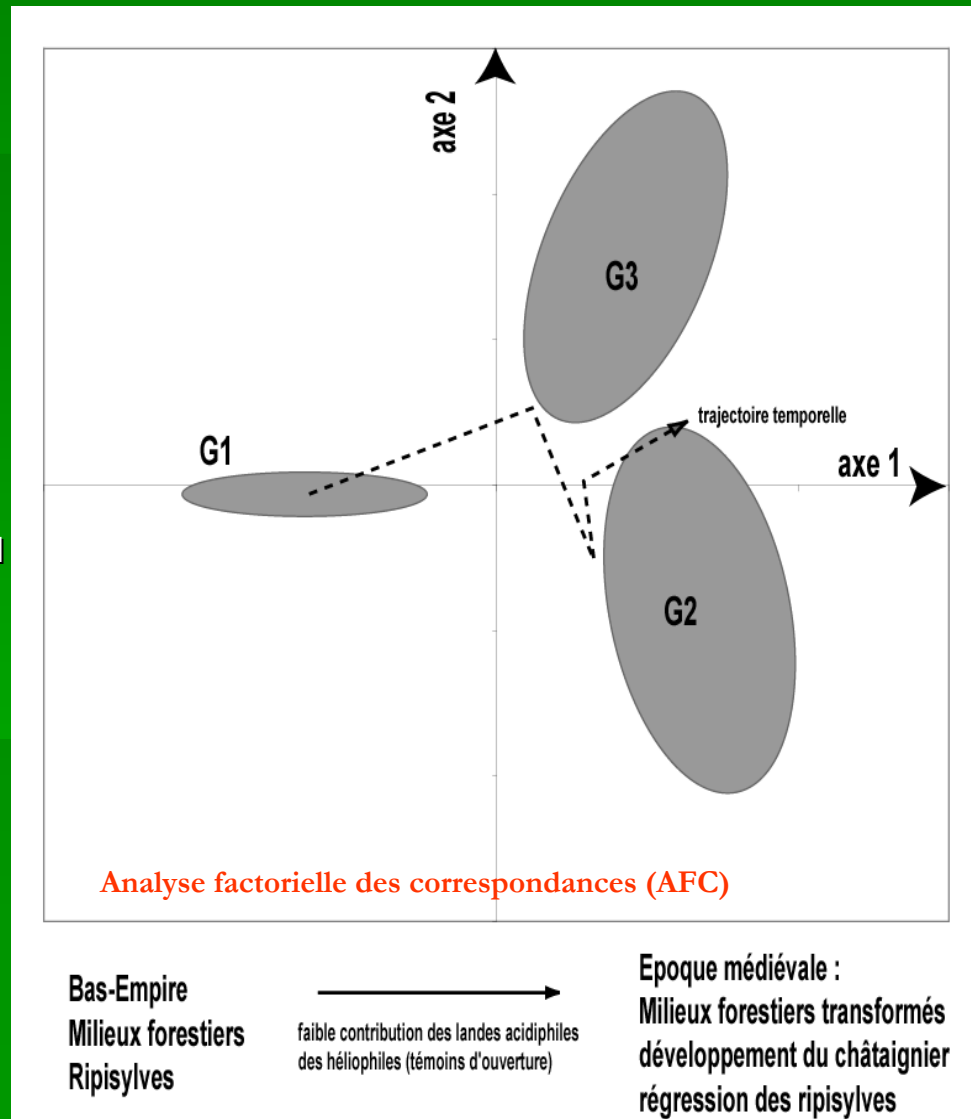 axe 2
G3
trajectoire temporelle
G1
axe 1
G2
Analyse factorielle des correspondances (AFC)
Bas-Empire
Milieux forestiers
Ripisylves
faible contribution des landes acidiphiles
des héliophiles (témoins d'ouverture)
Epoque médiévale :
Milieux forestiers transformés
développement du châtaignier
régression des ripisylves